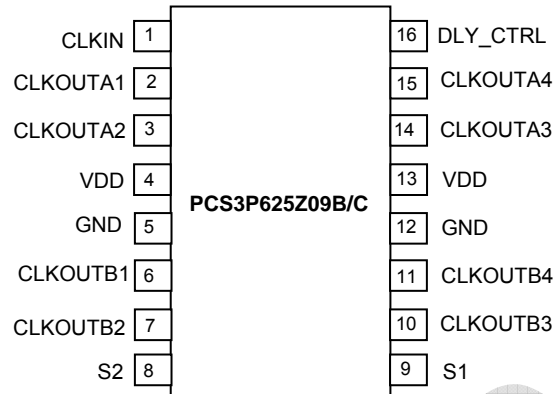 CLKIN 1 16 DLY_CTRL
CLKOUTA1 2 15 CLKOUTA4
CLKOUTA2 3 14 CLKOUTA3
VDD 4 13 VDD
PCS3P625Z09B/C
GND 5 12 GND
CLKOUTB1 6 11 CLKOUTB4
CLKOUTB2 7 10 CLKOUTB3
S2 8 9 S1